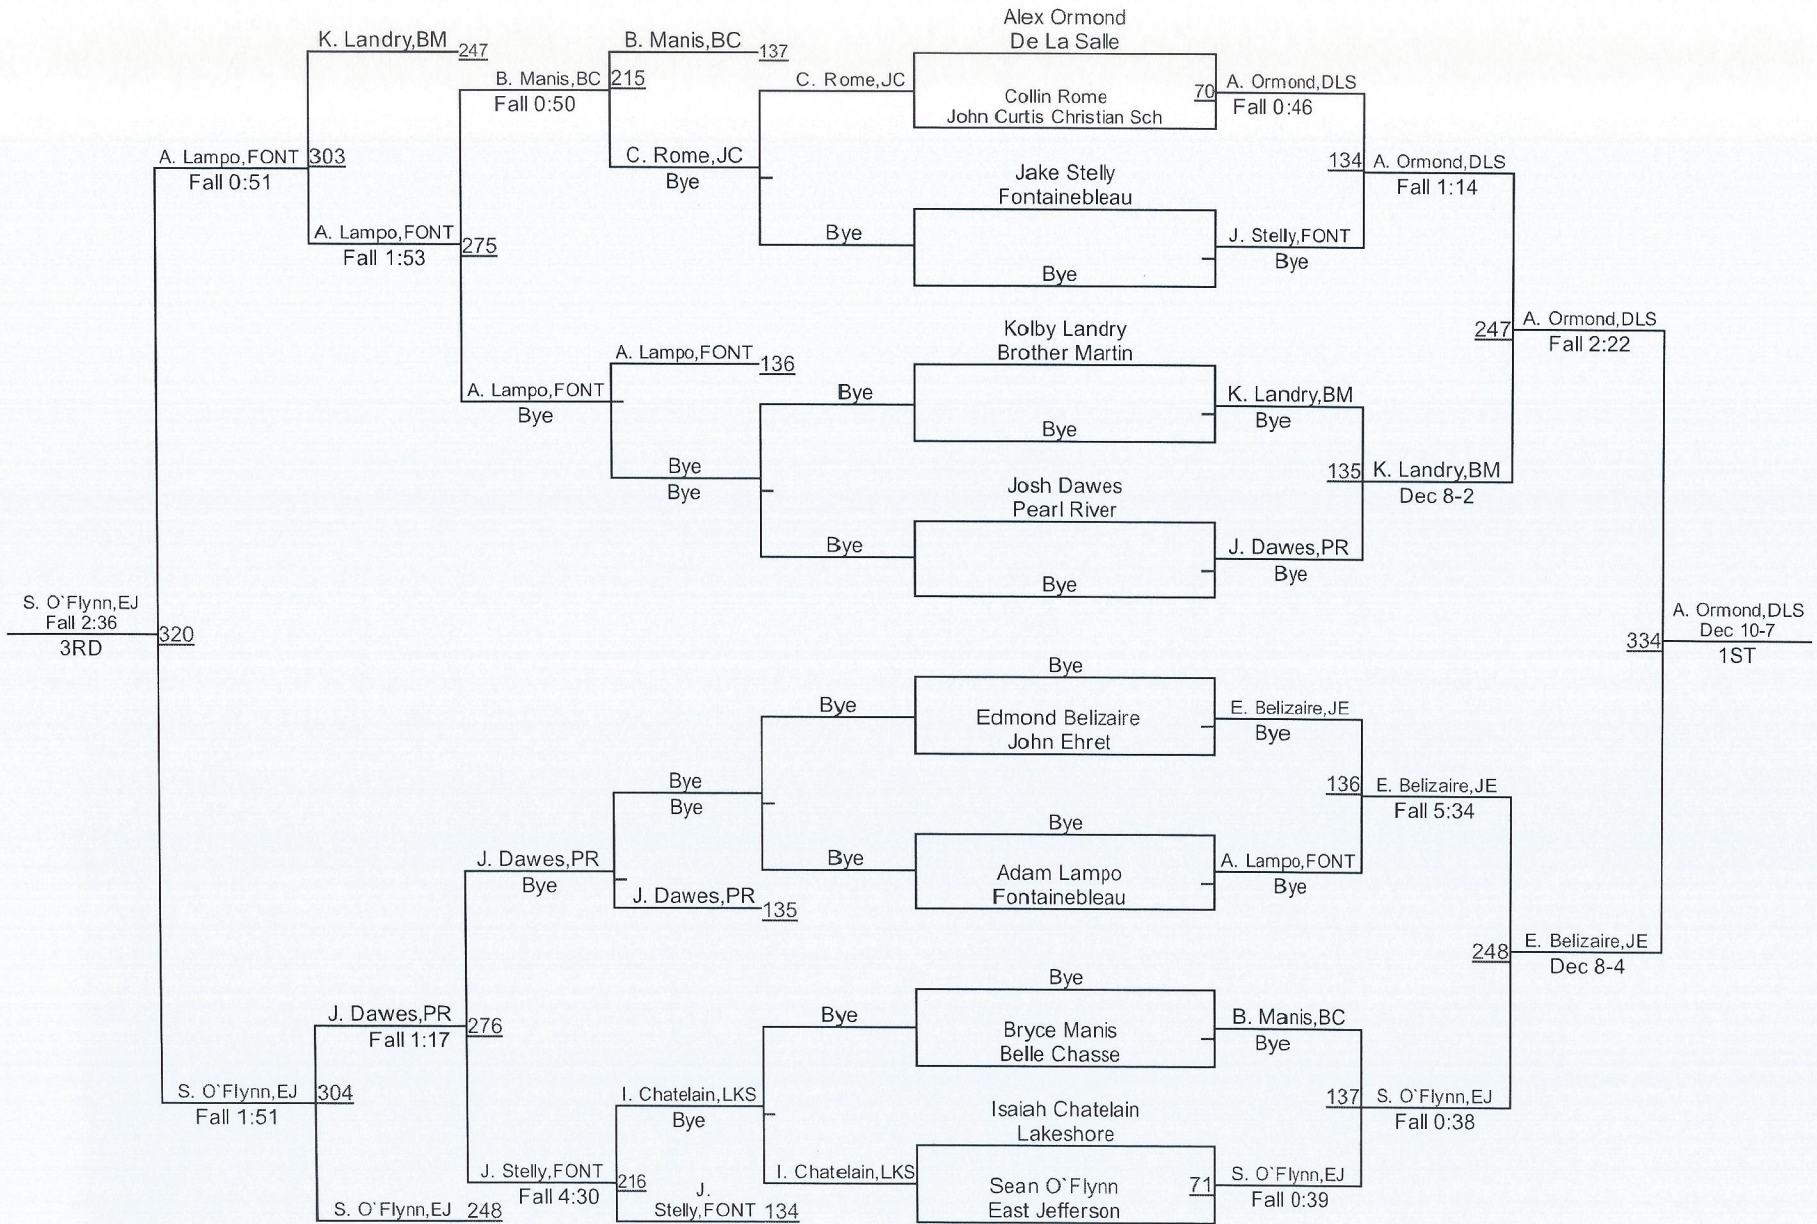 Alex Ormond
De La Salle
K. Landry,BM 247
B. Manis,BC 137
B. Manis,BC 215
Fall 0:50
C. Rome,JC
Collin Rome
John Curtis Christian Sch
70 A. Ormond,DLS
Fall 0:46
A. Lampo,FONT 303
Fall 0:51
C. Rome,JC
Bye
Jake Stelly
Fontainebleau
134 A. Ormond,DLS
Fall 1:14
A. Lampo,FONT 275
Fall 1:53
Bye
Bye
J. Stelly,FONT
Bye
Kolby Landry
Brother Martin
247 A. Ormond,DLS
Fall 2:22
A. Lampo,FONT 136
A. Lampo,FONT
Bye
Bye
Bye
K. Landry,BM
Bye
Bye
Bye
Josh Dawes
Pearl River
135 K. Landry,BM
Dec 8-2
Bye
Bye
J. Dawes,PR
Bye
S. O`Flynn,EJ
Fall 2:36
3RD
320
334
A. Ormond,DLS
Dec 10-7
1ST
Bye
Bye
Edmond Belizaire
John Ehret
E. Belizaire,JE
Bye
Bye
Bye
136 E. Belizaire,JE
Fall 5:34
Bye
J. Dawes,PR
Bye
Bye
Adam Lampo
Fontainebleau
A. Lampo,FONT
Bye
J. Dawes,PR 135
248 E. Belizaire,JE
Dec 8-4
Bye
J. Dawes,PR 276
Fall 1:17
Bye
Bryce Manis
Belle Chasse
B. Manis,BC
Bye
S. O`Flynn,EJ 304
Fall 1:51
I. Chatelain,LKS
Bye
Isaiah Chatelain
Lakeshore
137 S. O`Flynn,EJ
Fall 0:38
J. Stelly,FONT 216
Fall 4:30
I. Chatelain,LKS
Sean O`Flynn
East Jefferson
71 S. O`Flynn,EJ
Fall 0:39
S. O`Flynn,EJ 248
J.
Stelly,FONT 134